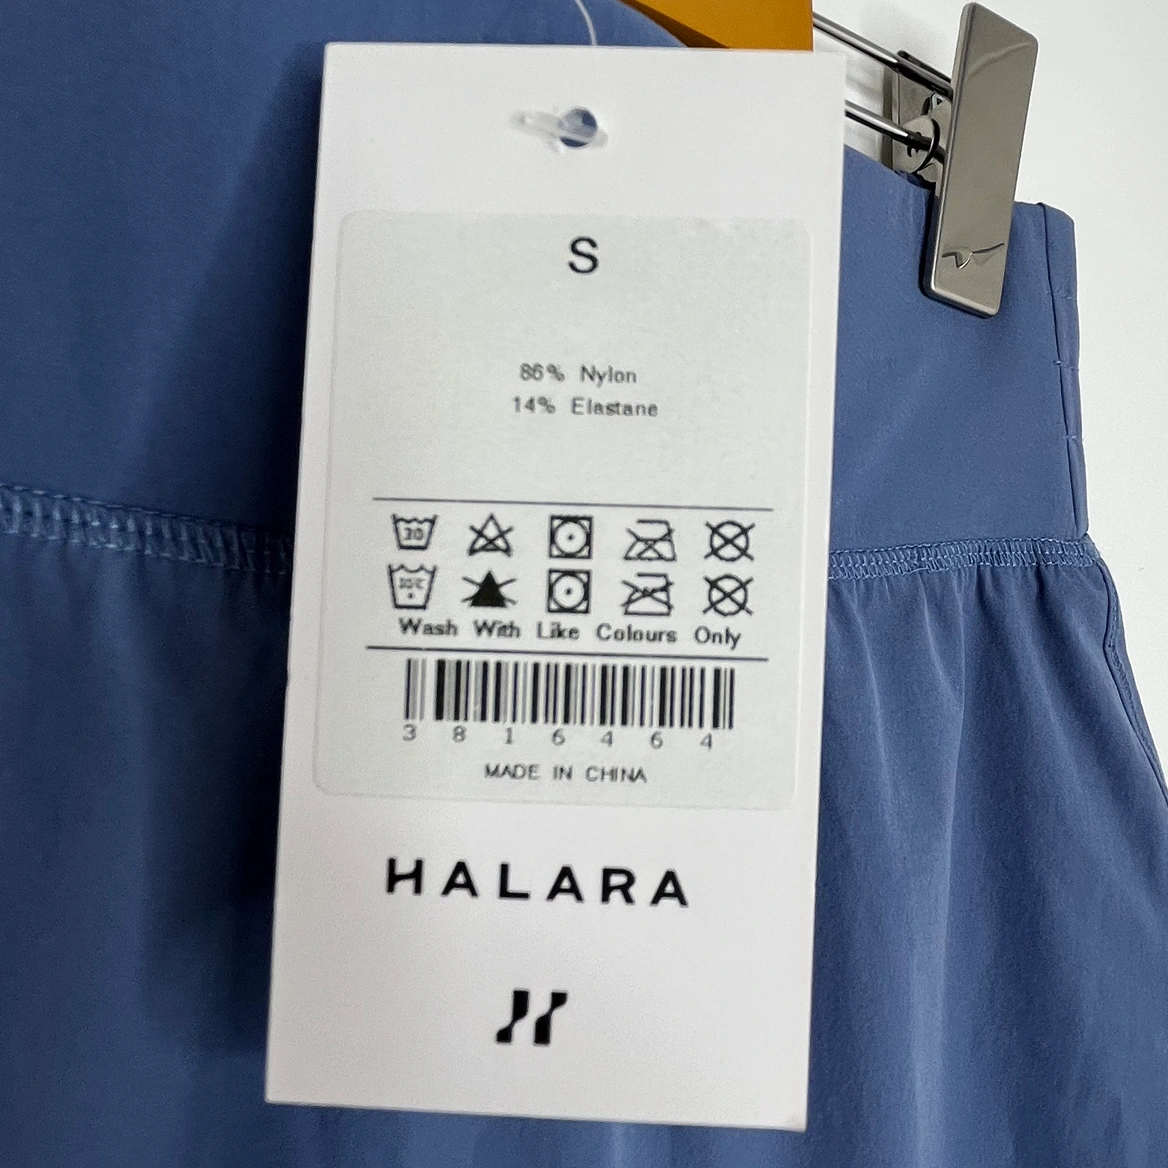 S
86% Nylon
14% Elastane
30
30°C
Wash With Like Colours Only
3 8 1 6 4 6 4
MADE IN CHINA
HALARA